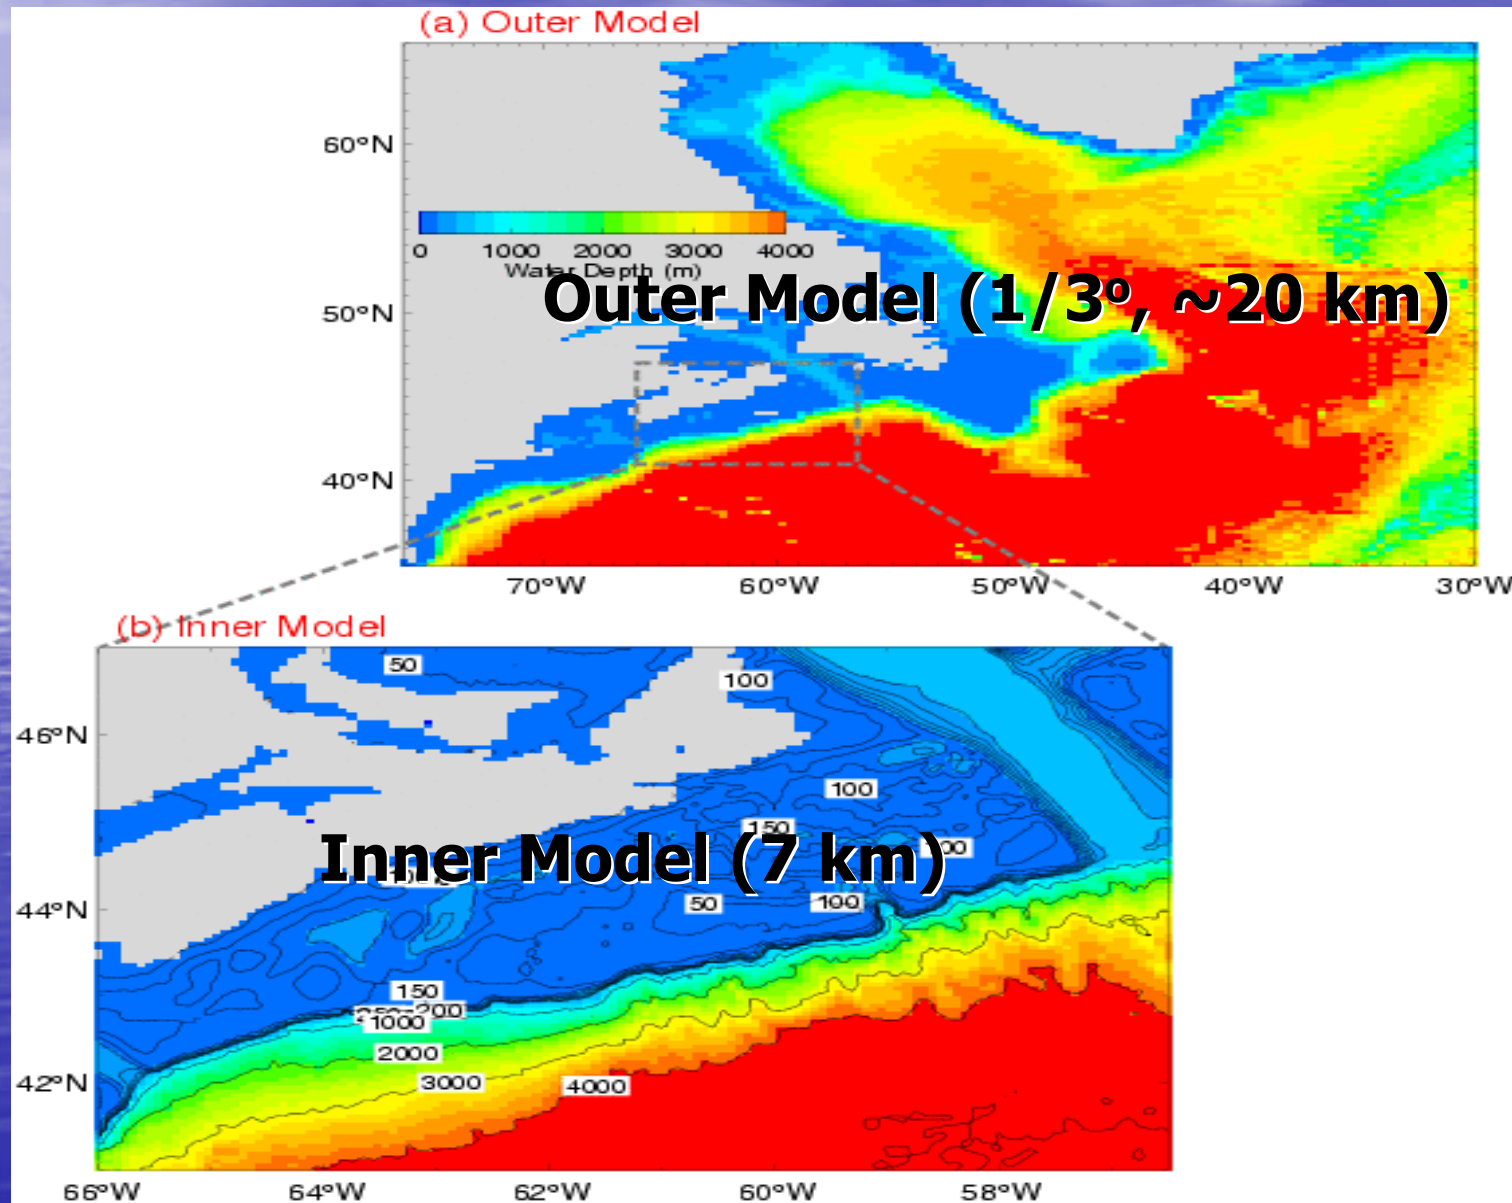 (a) Outer Model
60°N
0 1000 2000 3000 4000
Water Depth (m)
Outer Model (1/3º, ~20 km)
50°N
40°N
70°W 60°W 50°W 40°W 30°W
(b) Inner Model
50
100
46°N
100
150
Inner Model (7 km)
44°N
50 100
150
200
1000
2000
42°N
3000 4000
66°W 64°W 62°W 60°W 58°W